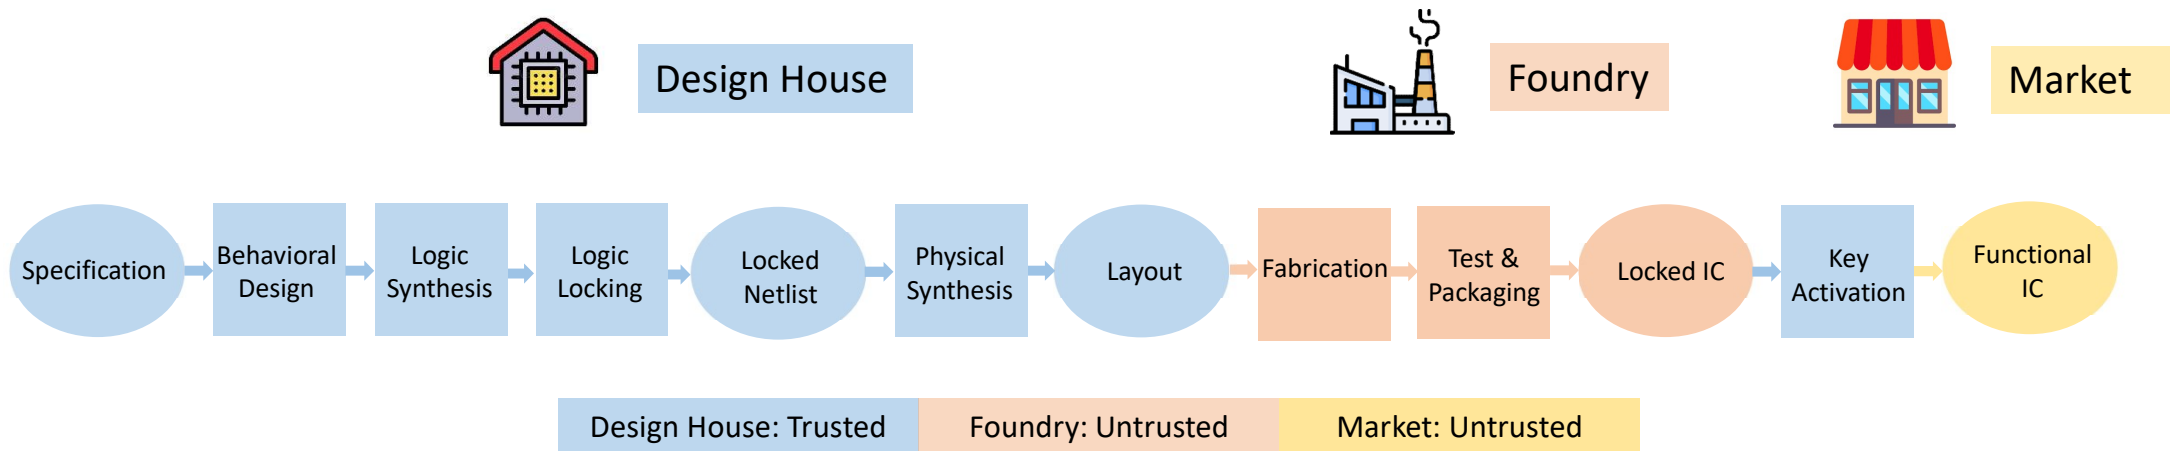 Design House
Foundry
Market
Specification
Behavioral
Design
Logic
Synthesis
Logic
Locking
Locked
Netlist
Physical
Synthesis
Layout
Fabrication
Test &
Packaging
Locked IC
Key
Activation
Functional
IC
Design House: Trusted
Foundry: Untrusted
Market: Untrusted